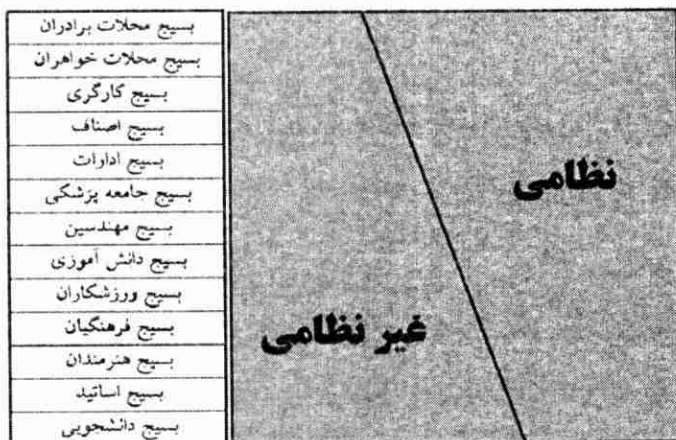 بسیج محلات برادران
بسیج محلات خواهران
بسیج کارگری
بسیج اصناف
بسیج ادارات
بسیج جامعه پزشکی
بسیج مهندسین
بسیج دانش آموزی
بسیج ورزشکاران
بسیج فرهنگیان
بسیج هنرمندان
بسیج اساتید
بسیج دانشجویی
نظامی
غیر نظامی